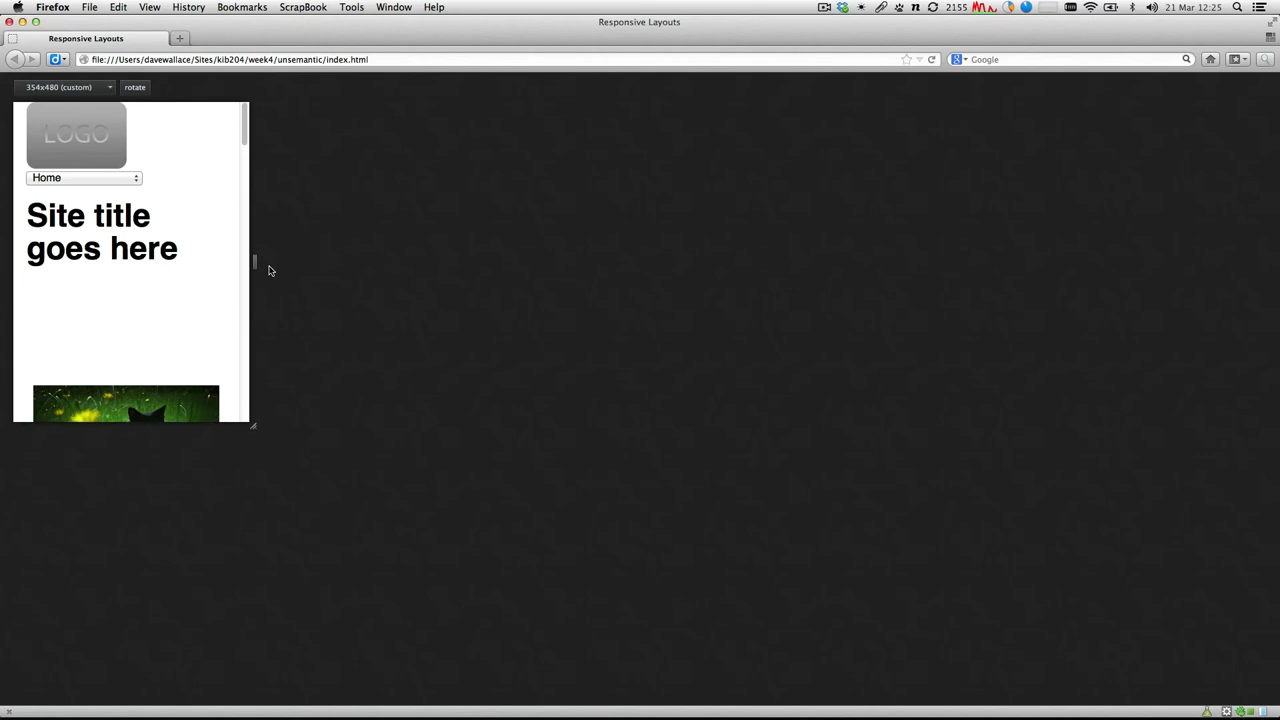 Firefox File Edit View History Bookmarks ScrapBook Tools Window Help 2155 21 Mar 12:25
Responsive Layouts
Responsive Layouts
file:///Users/davewallace/Sites/kib204/week4/unsemantic/index.html Google
354x480 (custom) rotate
LOGO
Home
Site title
goes here